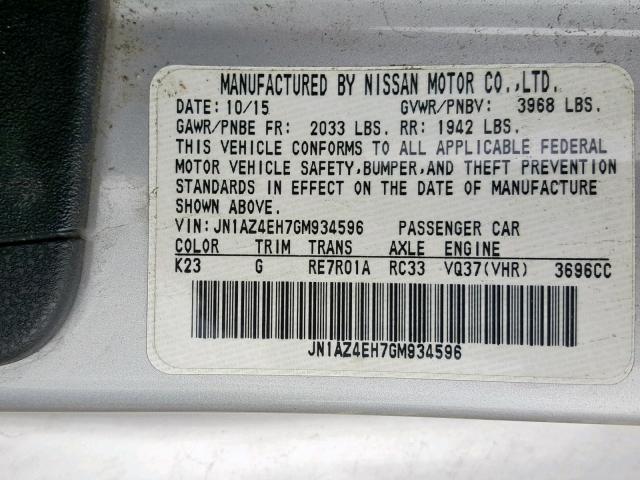 MANUFACTURED BY NISSAN MOTOR CO.,LTD.
DATE: 10/15 GVWR/PNBV: 3968 LBS.
GAWR/PNBE FR: 2033 LBS. RR: 1942 LBS.
THIS VEHICLE CONFORMS TO ALL APPLICABLE FEDERAL
MOTOR VEHICLE SAFETY,BUMPER,AND THEFT PREVENTION
STANDARDS IN EFFECT ON THE DATE OF MANUFACTURE
SHOWN ABOVE.
VIN: JN1AZ4EH7GM934596 PASSENGER CAR
COLOR TRIM TRANS AXLE ENGINE
K23 G RE7R01A RC33 VQ37(VHR) 3696CC
JN1AZ4EH7GM934596